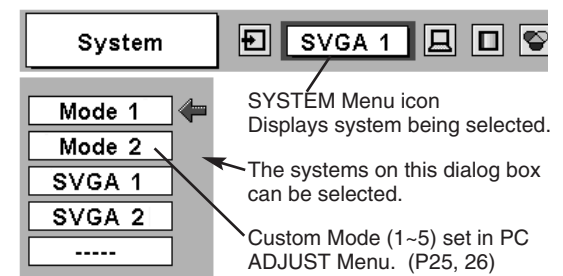 System
SVGA 1
SYSTEM Menu icon
Displays system being selected.
Mode 1
Mode 2
SVGA 1
SVGA 2
-----
The systems on this dialog box
can be selected.
Custom Mode (1~5) set in PC
ADJUST Menu. (P25, 26)